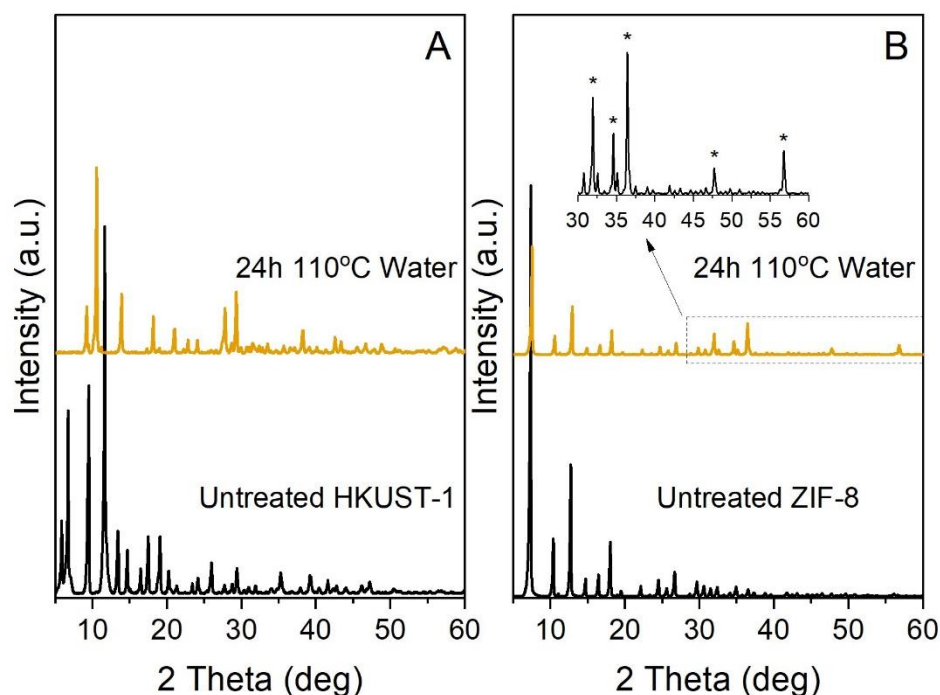 A
Intensity (a.u.)
24h 110°C Water
Untreated HKUST-1
10 20 30 40 50 60
2 Theta (deg)
B
Intensity (a.u.)
* * * * *
30 35 40 45 50 55 60
24h 110°C Water
Untreated ZIF-8
10 20 30 40 50 60
2 Theta (deg)